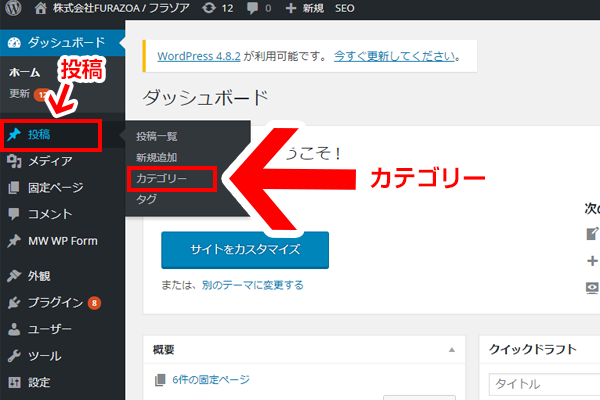 株式会社FURAZOA / フラゾア 12 0 + 新規 SEO
ダッシュボード
ホーム
更新 12
投稿
投稿
メディア
固定ページ
コメント
MW WP Form
外観
プラグイン 8
ユーザー
ツール
設定
投稿一覧
新規追加
カテゴリー
タグ
カテゴリー
WordPress 4.8.2 が利用可能です。 今すぐ更新してください。
ダッシュボード
うこそ！
サイトをカスタマイズ
または、別のテーマに変更する
次の
概要
6件の固定ページ
クイックドラフト
タイトル